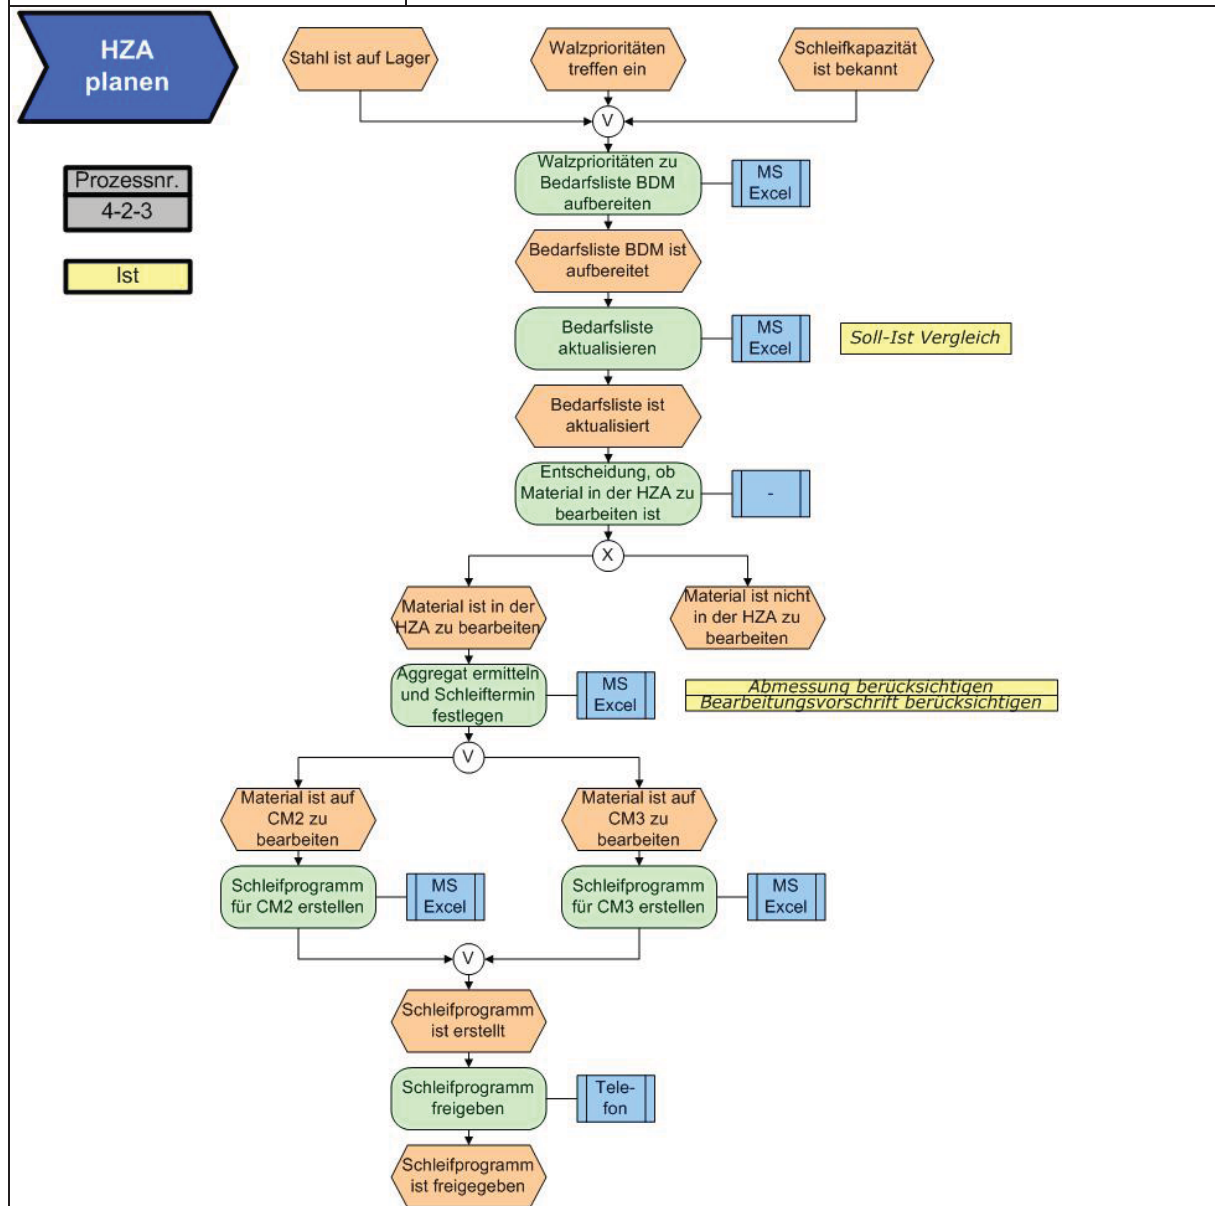 HZA
planen
Stahl ist auf Lager
Walzprioritäten
treffen ein
Schleifkapazität
ist bekannt
V
Prozessnr.
4-2-3
Ist
Walzprioritäten zu
Bedarfsliste BDM
aufbereiten
MS
Excel
Bedarfsliste BDM ist
aufbereitet
Bedarfsliste
aktualisieren
MS
Excel
Soll-Ist Vergleich
Bedarfsliste ist
aktualisiert
Entscheidung, ob
Material in der HZA zu
bearbeiten ist
-
X
Material ist in der
HZA zu bearbeiten
Material ist nicht
in der HZA zu
bearbeiten
Aggregat ermitteln
und Schleiftermin
festlegen
MS
Excel
Abmessung berücksichtigen
Bearbeitungsvorschrift berücksichtigen
V
Material ist auf
CM2 zu
bearbeiten
Material ist auf
CM3 zu
bearbeiten
Schleifprogramm
für CM2 erstellen
MS
Excel
Schleifprogramm
für CM3 erstellen
MS
Excel
V
Schleifprogramm
ist erstellt
Schleifprogramm
freigeben
Tele-
fon
Schleifprogramm
ist freigegeben